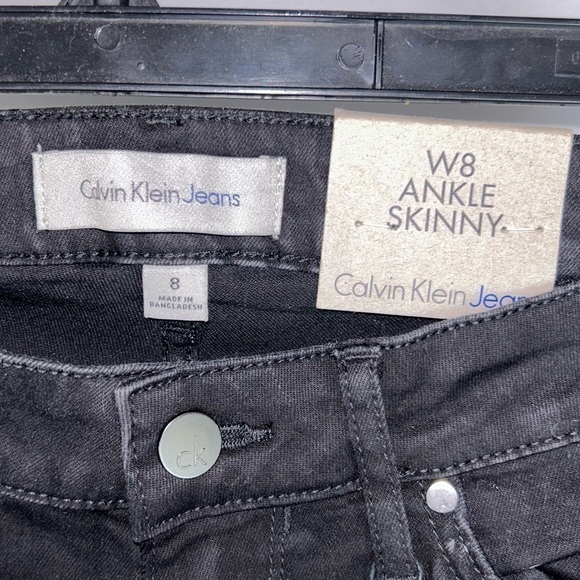 Calvin Klein Jeans
8
MADE IN
BANGLADESH
W8
ANKLE
SKINNY
Calvin Klein Jeans
ck